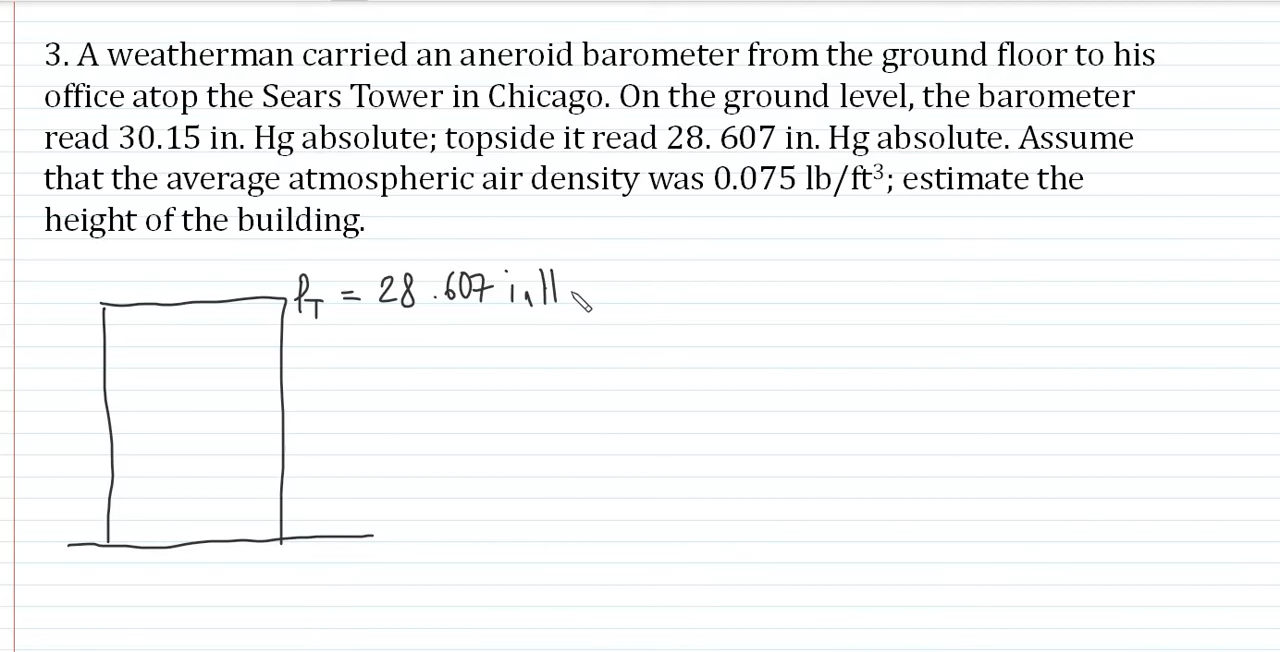 3. A weatherman carried an aneroid barometer from the ground floor to his
office atop the Sears Tower in Chicago. On the ground level, the barometer
read 30.15 in. Hg absolute; topside it read 28. 607 in. Hg absolute. Assume
that the average atmospheric air density was 0.075 lb/ft³; estimate the
height of the building.
P_T = 28.607 in H